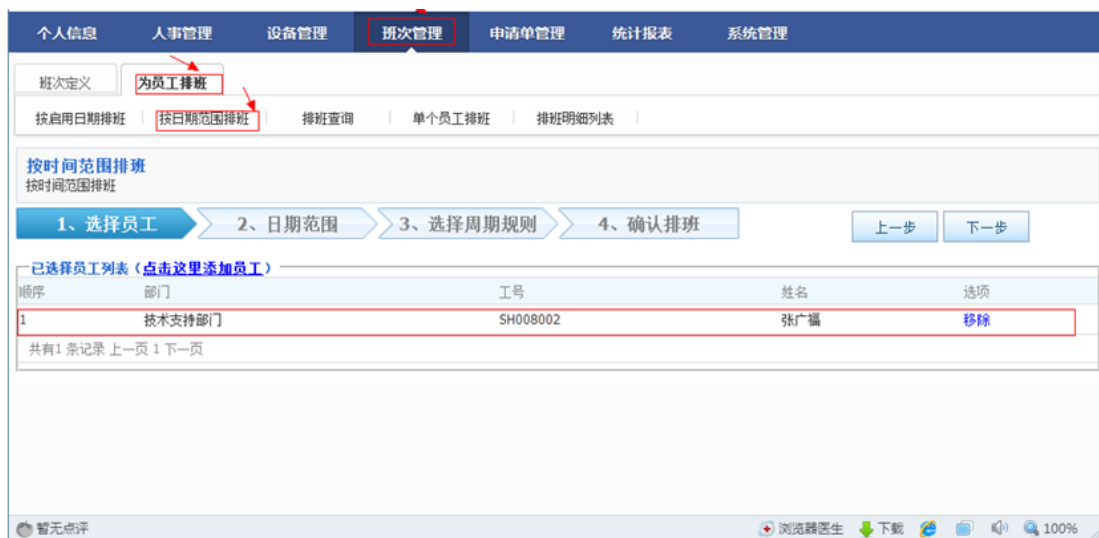 个人信息 人事管理 设备管理 班次管理 申请单管理 统计报表 系统管理
班次定义 为员工排班
按启用日期排班 按日期范围排班 排班查询 单个员工排班 排班明细列表
按时间范围排班
按时间范围排班
1、选择员工 2、日期范围 3、选择周期规则 4、确认排班 上一步 下一步
已选择员工列表（点击这里添加员工）
顺序 部门 工号 姓名 选项
1 技术支持部门 SH008002 张广福 移除
共有1 条记录 上一页 1 下一页
暂无点评 浏览器医生 下载 100%